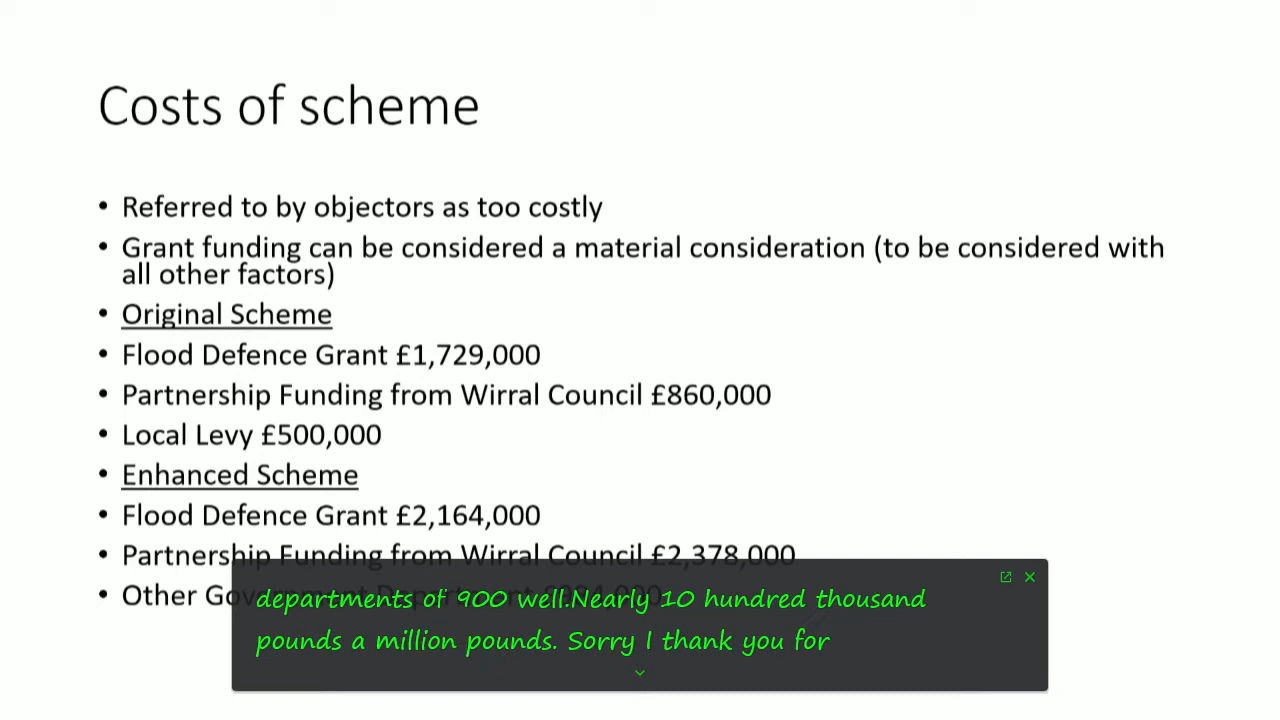 Costs of scheme
• Referred to by objectors as too costly
• Grant funding can be considered a material consideration (to be considered with
all other factors)
• Original Scheme
• Flood Defence Grant £1,729,000
• Partnership Funding from Wirral Council £860,000
• Local Levy £500,000
• Enhanced Scheme
• Flood Defence Grant £2,164,000
• Partnership Funding from Wirral Council £2,378,000
• Other Government Department
departments of 900 well.Nearly 10 hundred thousand
pounds a million pounds. Sorry I thank you for